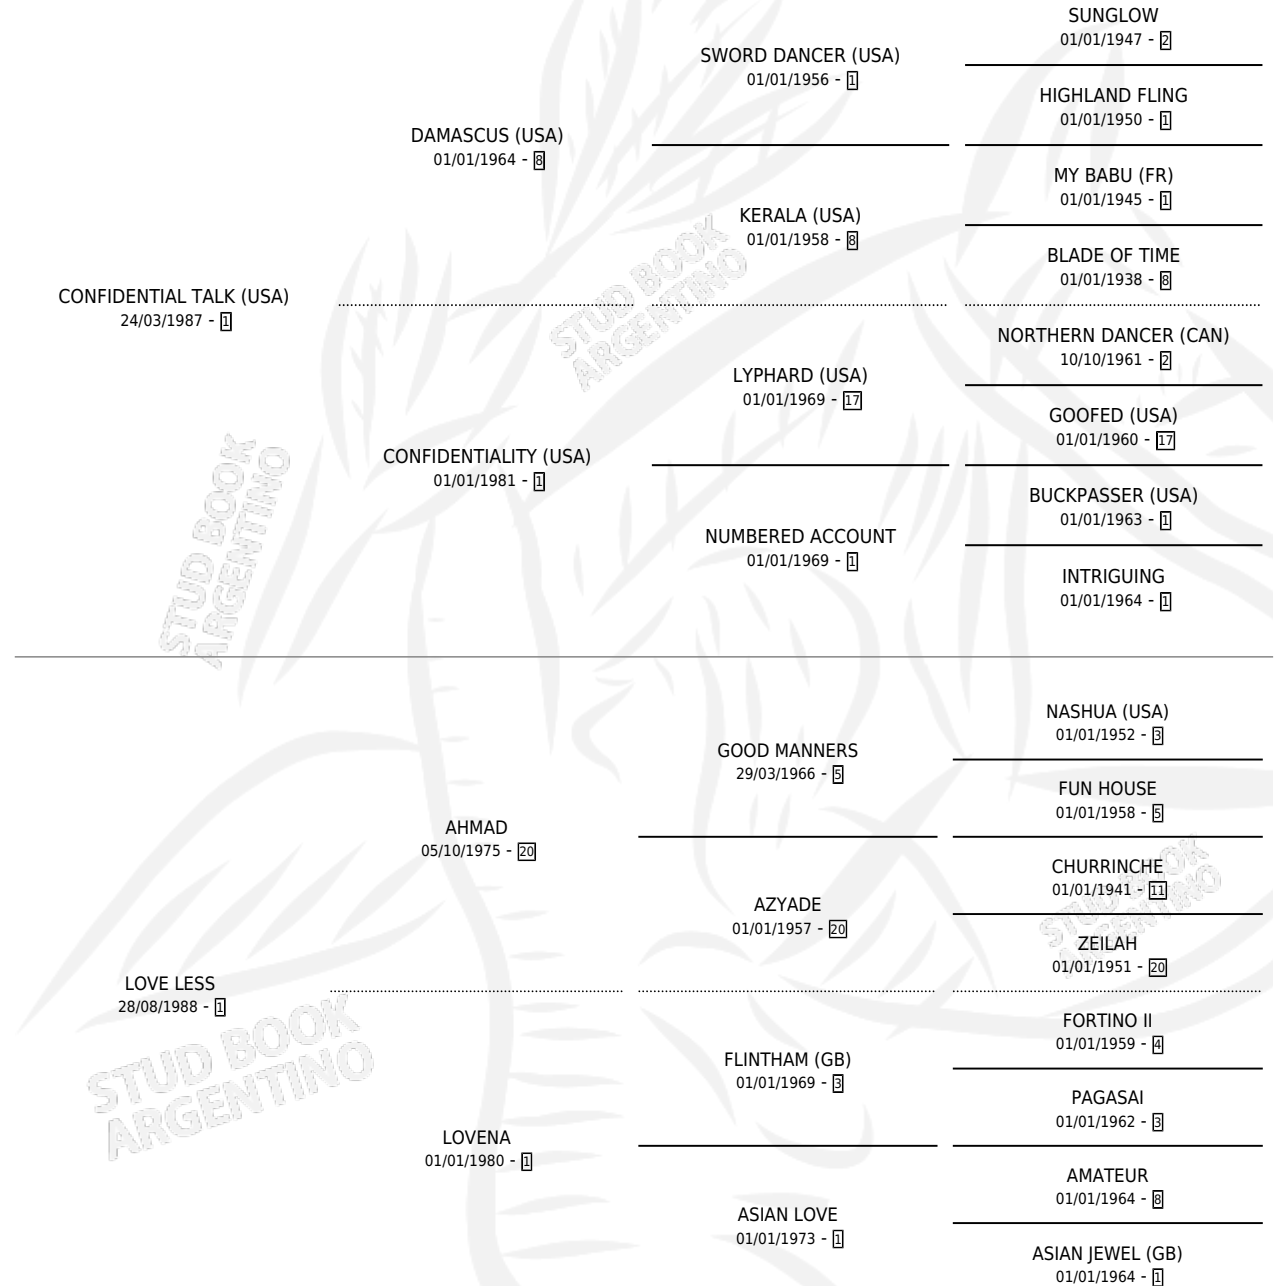 SUNGLOW
01/01/1947 - 2
SWORD DANCER (USA)
01/01/1956 - 1
HIGHLAND FLING
01/01/1950 - 1
DAMASCUS (USA)
01/01/1964 - 8
MY BABU (FR)
01/01/1945 - 1
KERALA (USA)
01/01/1958 - 8
BLADE OF TIME
01/01/1938 - 8
CONFIDENTIAL TALK (USA)
24/03/1987 - 1
NORTHERN DANCER (CAN)
10/10/1961 - 2
LYPHARD (USA)
01/01/1969 - 17
GOOFED (USA)
01/01/1960 - 17
CONFIDENTIALITY (USA)
01/01/1981 - 1
BUCKPASSER (USA)
01/01/1963 - 1
NUMBERED ACCOUNT
01/01/1969 - 1
INTRIGUING
01/01/1964 - 1
NASHUA (USA)
01/01/1952 - 3
GOOD MANNERS
29/03/1966 - 5
FUN HOUSE
01/01/1958 - 5
AHMAD
05/10/1975 - 20
CHURRINCHE
01/01/1941 - 11
AZYADE
01/01/1957 - 20
ZEILAH
01/01/1951 - 20
LOVE LESS
28/08/1988 - 1
FORTINO II
01/01/1959 - 4
FLINTHAM (GB)
01/01/1969 - 3
PAGASAI
01/01/1962 - 3
LOVENA
01/01/1980 - 1
AMATEUR
01/01/1964 - 8
ASIAN LOVE
01/01/1973 - 1
ASIAN JEWEL (GB)
01/01/1964 - 1
STUD BOOK
ARGENTINO
STUD BOOK
ARGENTINO
STUD BOOK
ARGENTINO
STUD BOOK
ARGENTINO